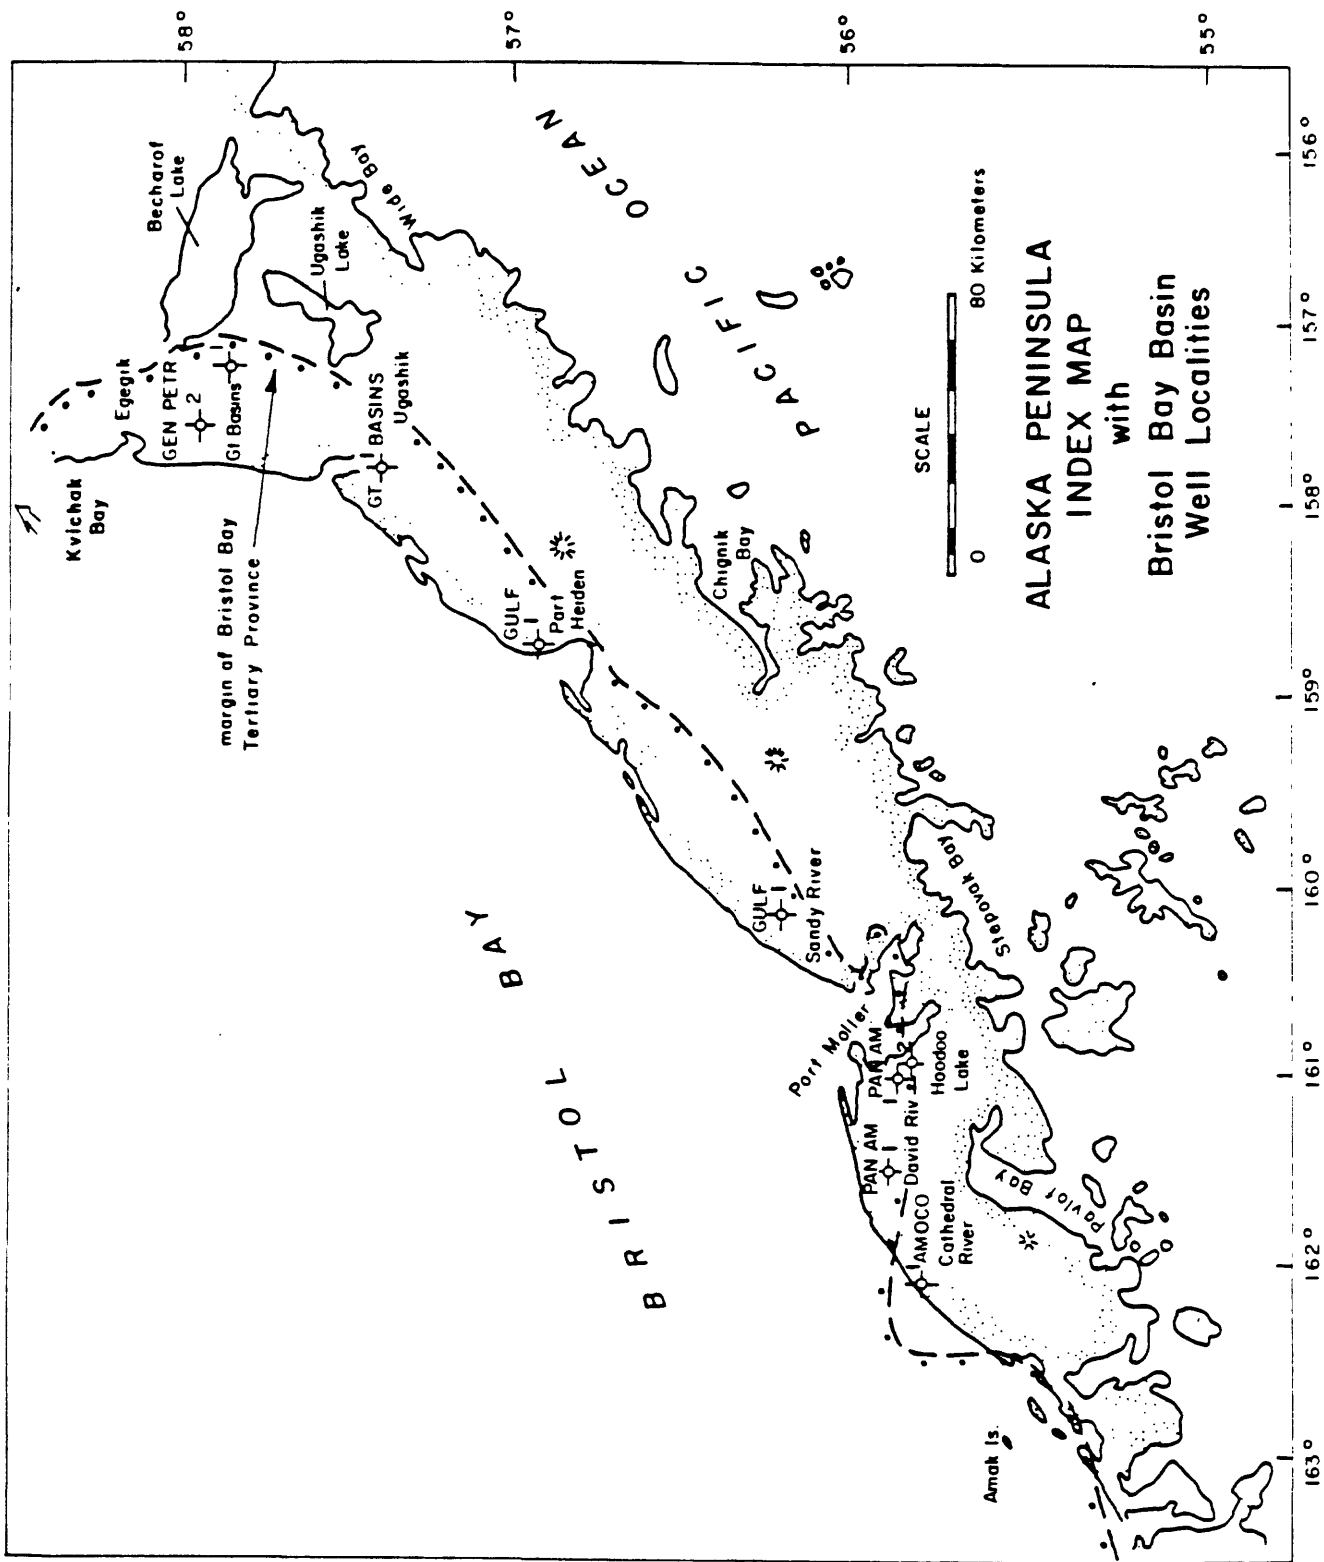 58°
57°
56°
55°
156°
157°
158°
159°
160°
161°
162°
163°
Becharof
Lake
Ugashik
Lake
Wide Bay
Egegik
GEN PETR
2
1
Gt Basins
Kvichak
Bay
margin of Bristol Bay
Tertiary Province
GT BASINS
1
Ugashik
GULF
1
Port
Heiden
Chignik
Bay
PACIFIC OCEAN
BRISTOL BAY
GULF
1
Sandy River
Port Moller
Stepovak Bay
PAN AM
2
1
Hoodoo
Lake
PAN AM
1
David Riv
AMOCO
1
Cathedral
River
Pavlof Bay
Amak Is.
SCALE
0
80 Kilometers
ALASKA PENINSULA
INDEX MAP
with
Bristol Bay Basin
Well Localities